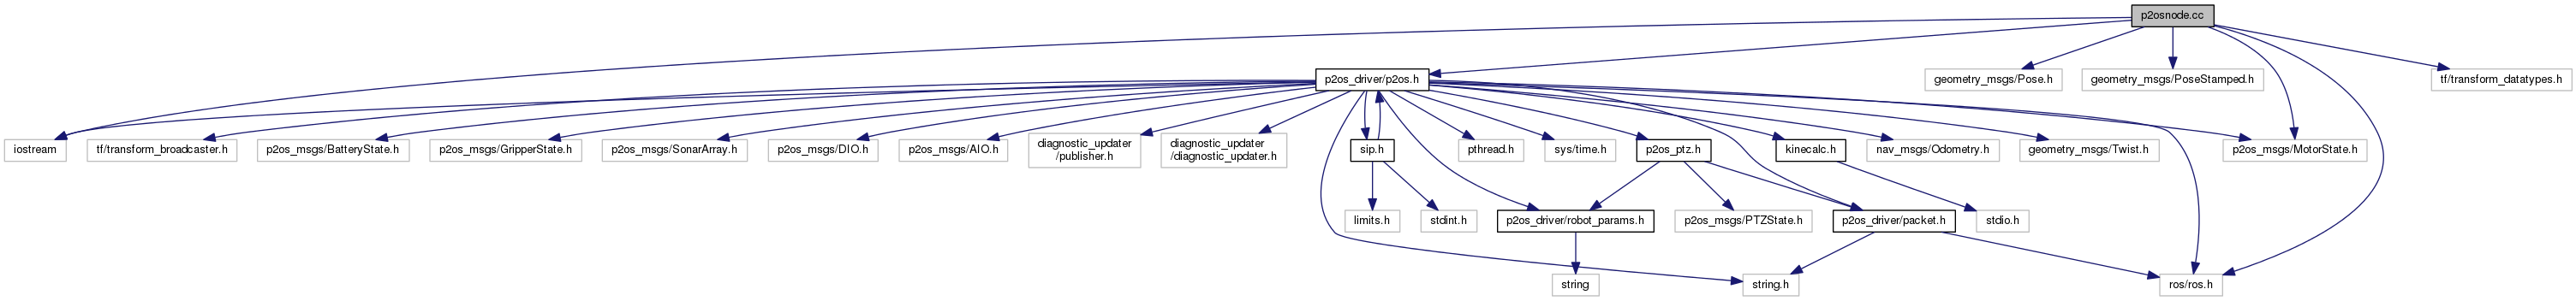 p2osnode.cc
p2os_driver/p2os.h
geometry_msgs/Pose.h
geometry_msgs/PoseStamped.h
tf/transform_datatypes.h
iostream
tf/transform_broadcaster.h
p2os_msgs/BatteryState.h
p2os_msgs/GripperState.h
p2os_msgs/SonarArray.h
p2os_msgs/DIO.h
p2os_msgs/AIO.h
diagnostic_updater
/publisher.h
diagnostic_updater
/diagnostic_updater.h
sip.h
pthread.h
sys/time.h
p2os_ptz.h
kinecalc.h
nav_msgs/Odometry.h
geometry_msgs/Twist.h
p2os_msgs/MotorState.h
limits.h
stdint.h
p2os_driver/robot_params.h
p2os_msgs/PTZState.h
p2os_driver/packet.h
stdio.h
string
string.h
ros/ros.h